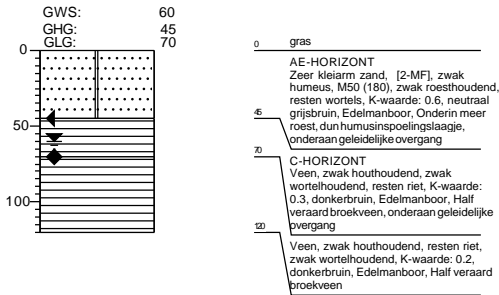 GWS: 60
GHG: 45
GLG: 70
0
50
100
0 gras
AE-HORIZONT
Zeer kleiarm zand, [2-MF], zwak
humeus, M50 (180), zwak roesthoudend,
resten wortels, K-waarde: 0.6, neutraal
grijsbruin, Edelmanboor, Onderin meer
roest, dun humusinspoelingslaagje,
onderaan geleidelijke overgang
45
70
C-HORIZONT
Veen, zwak houthoudend, zwak
wortelhoudend, resten riet, K-waarde:
0.3, donkerbruin, Edelmanboor, Half
veraard broekveen, onderaan geleidelijke
overgang
120
Veen, zwak houthoudend, resten riet,
zwak wortelhoudend, K-waarde: 0.2,
donkerbruin, Edelmanboor, Half veraard
broekveen